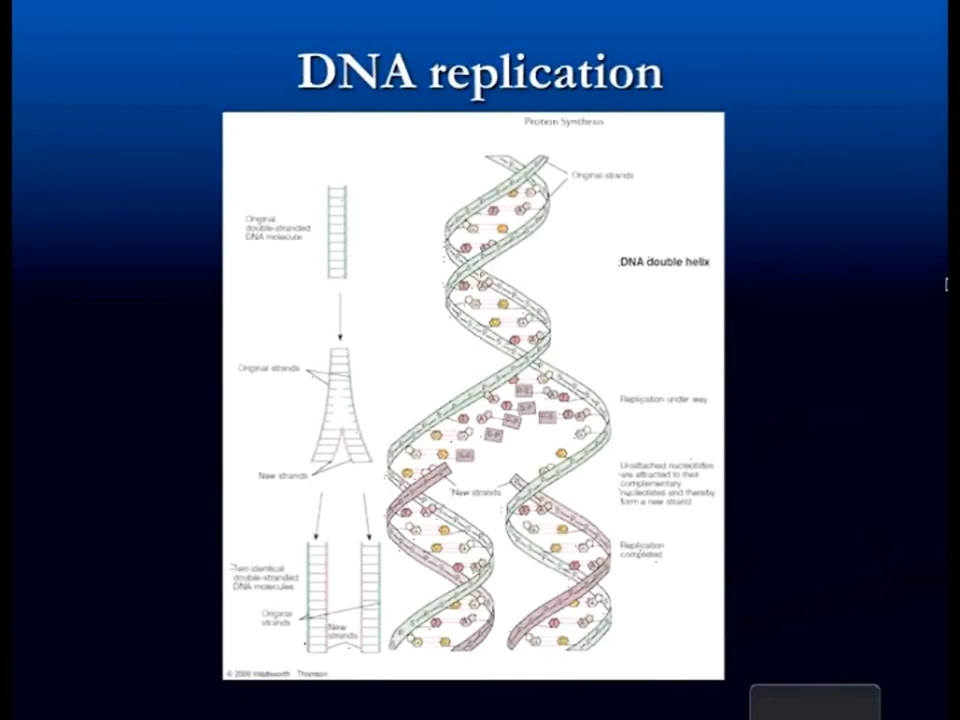 DNA replication
Protein Synthesis
Original strands
Original
double-stranded
DNA molecule
DNA double helix
Original strands
Replication under way
New strands
Unattached nucleotides
are attracted to their
complementary
nucleotides and thereby
form a new strand
New strands
Replication
completed
Two identical
double-stranded
DNA molecules
Original
strands
New
strands
© 2006 Wadsworth - Thomson